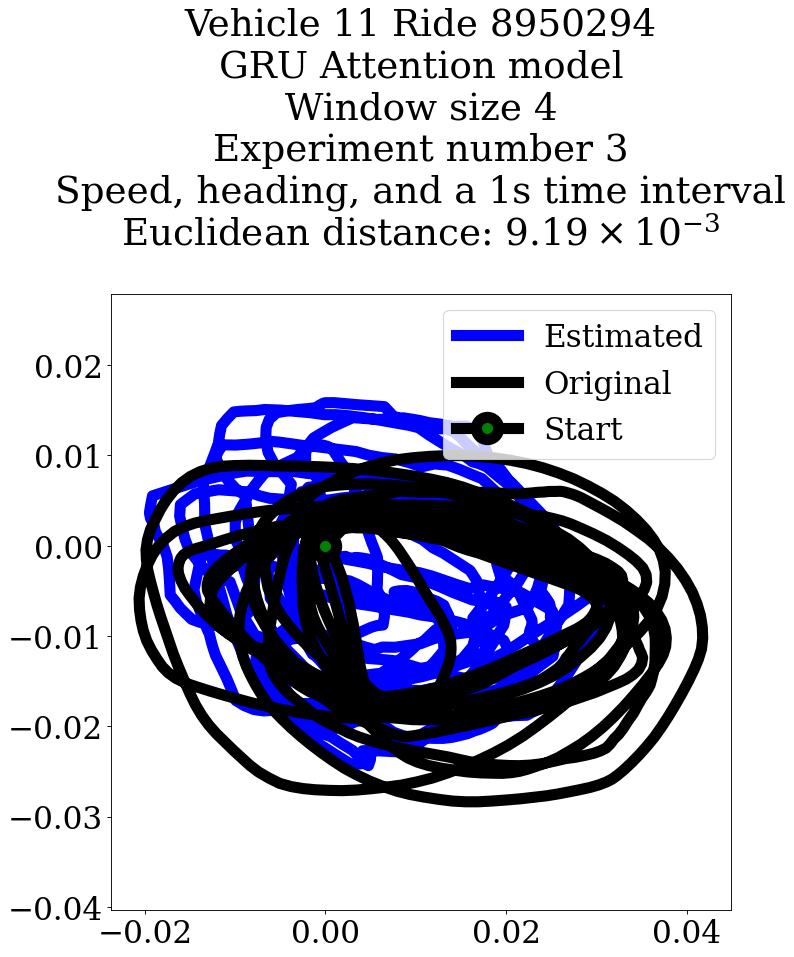 Vehicle 11 Ride 8950294
GRU Attention model
Window size 4
Experiment number 3
Speed, heading, and a 1s time interval
Euclidean distance: 9.19 × 10⁻³
Estimated
Original
Start
0.02
0.01
0.00
−0.01
−0.02
−0.03
−0.04
−0.02 0.00 0.02 0.04